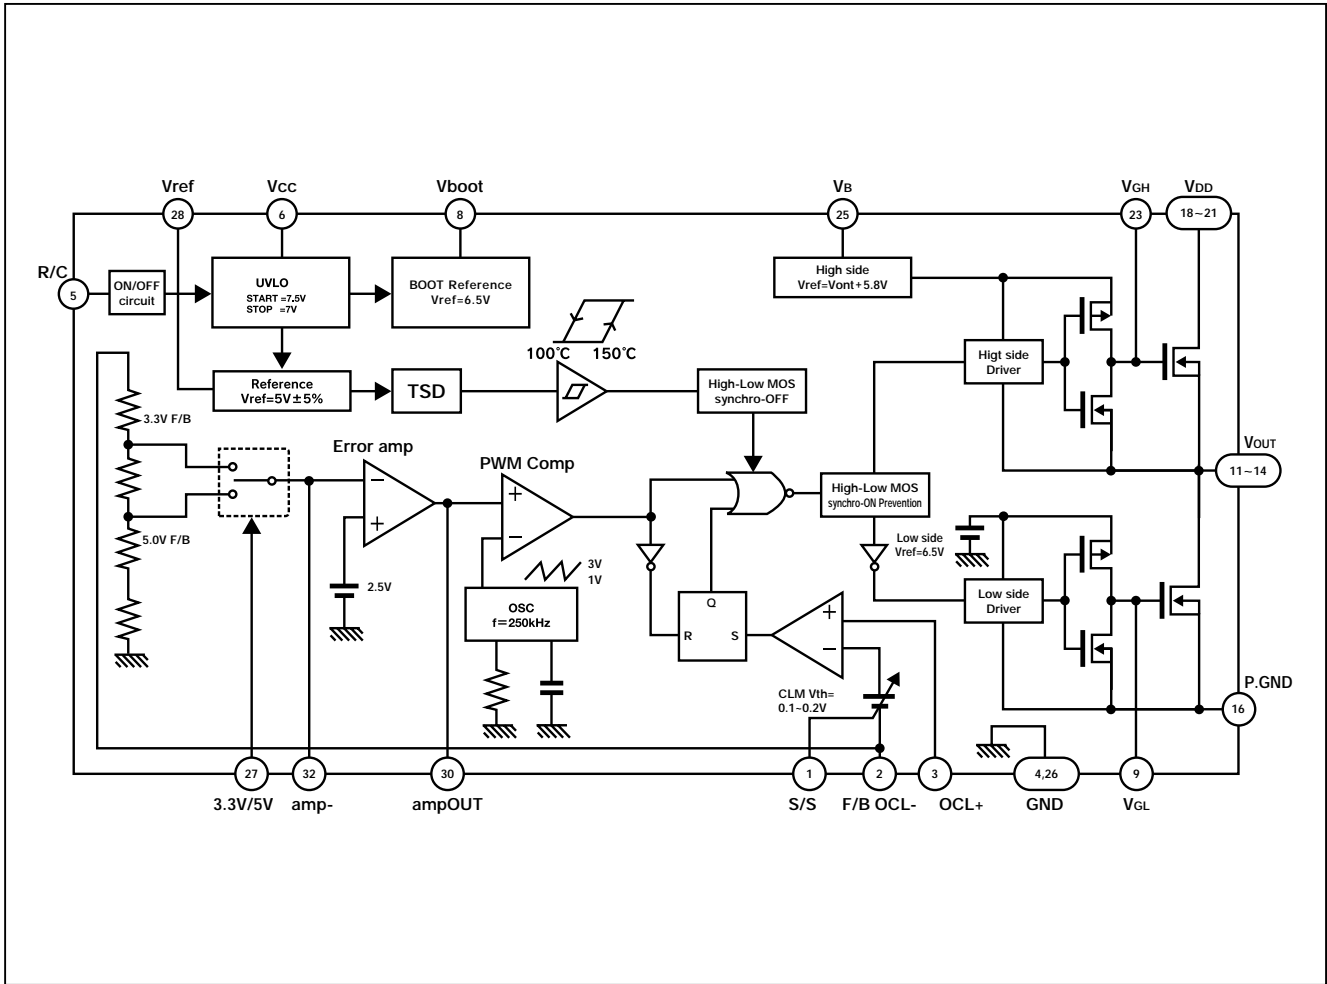 Vref
Vcc
Vboot
VB
VGH
VDD
28
6
8
25
23
18~21
R/C
5
ON/OFF
circuit
UVLO
START =7.5V
STOP =7V
BOOT Reference
Vref=6.5V
High side
Vref=Vont+5.8V
100℃
150℃
Reference
Vref=5V±5%
TSD
High-Low MOS
synchro-OFF
Higt side
Driver
3.3V F/B
Error amp
PWM Comp
VOUT
11~14
−
+
+
−
High-Low MOS
synchro-ON Prevention
5.0V F/B
Low side
Vref=6.5V
2.5V
3V
1V
OSC
f=250kHz
Q
R
S
+
−
Low side
Driver
CLM Vth=
0.1~0.2V
P.GND
16
27
32
30
1
2
3
4,26
9
3.3V/5V
amp-
ampOUT
S/S
F/B OCL-
OCL+
GND
VGL